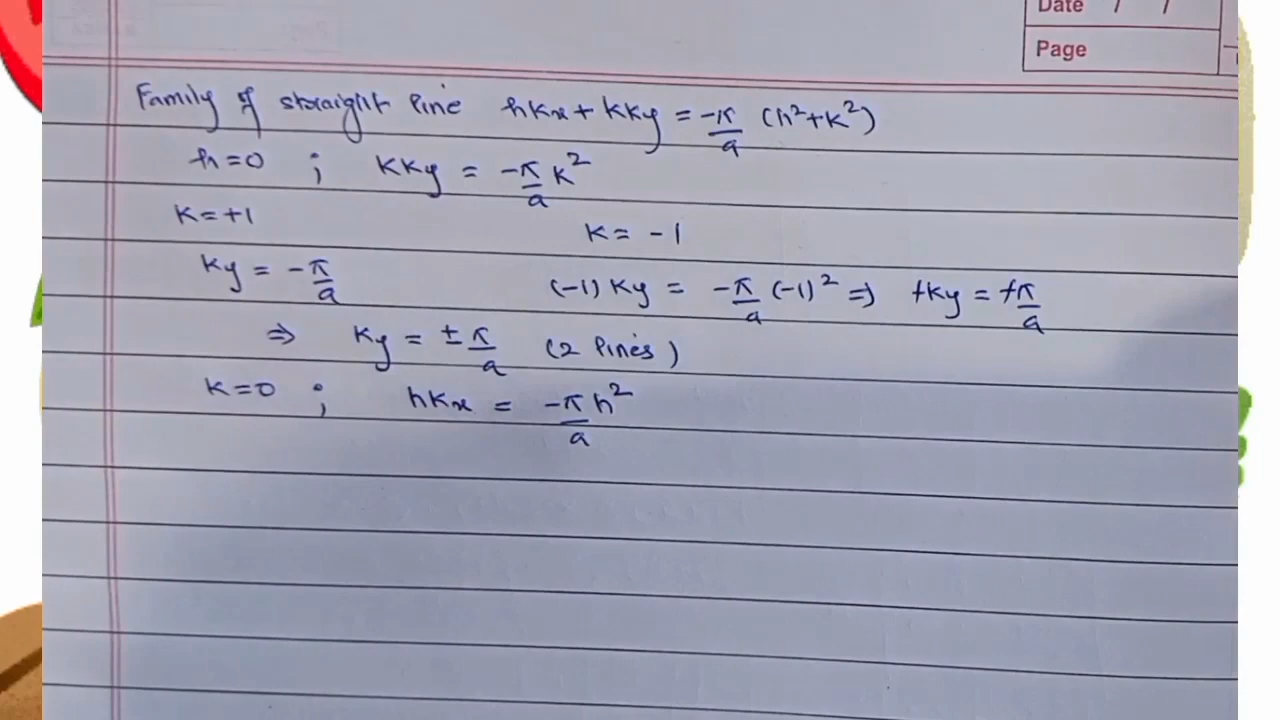 Date / /
Page
Family of straight line hkx + kky = -π/a (h²+k²)
h=0 ; kky = -π/a k²
k=+1 k= -1
ky = -π/a (-1) ky = -π/a (-1)² ⇒ +ky = +π/a
⇒ ky = ± π/a (2 lines)
k=0 ; hkx = -π/a h²